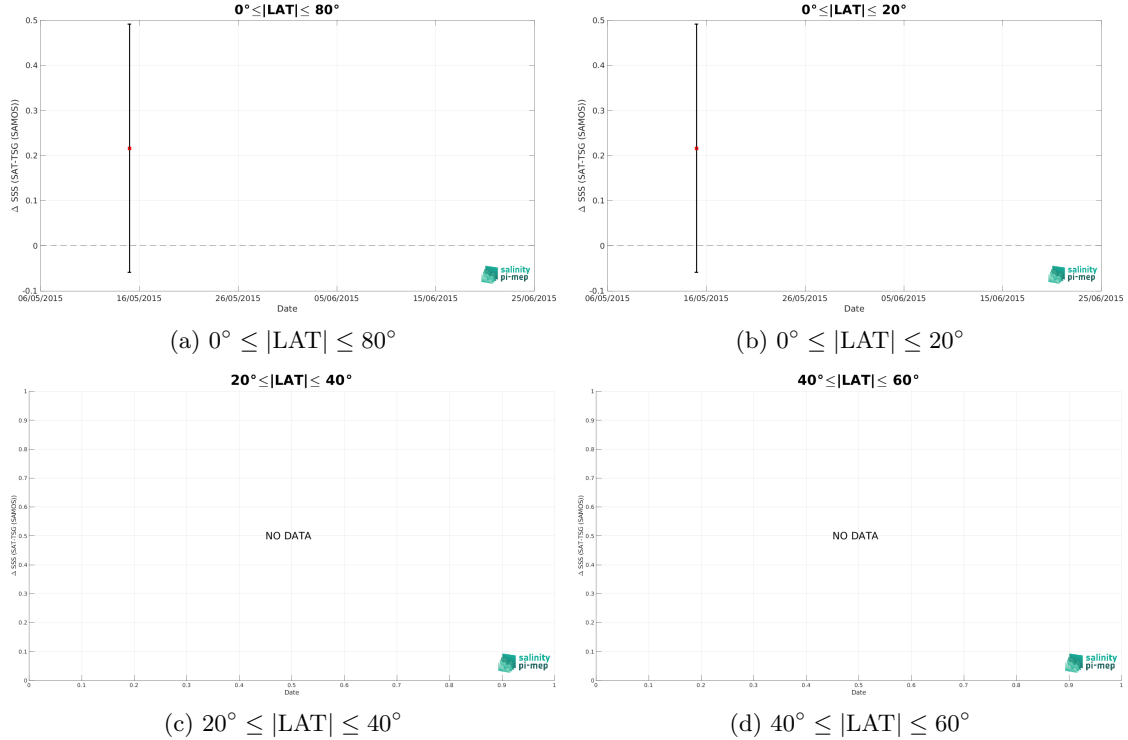 0°≤|LAT|≤ 80°
0.5
0.4
0.3
0.2
0.1
0
-0.1
Δ SSS (SAT-TSG (SAMOS))
06/05/2015 16/05/2015 26/05/2015 05/06/2015 15/06/2015 25/06/2015
Date
salinity
pi-mep
(a) 0° ≤ |LAT| ≤ 80°
0°≤|LAT|≤ 20°
0.5
0.4
0.3
0.2
0.1
0
-0.1
Δ SSS (SAT-TSG (SAMOS))
06/05/2015 16/05/2015 26/05/2015 05/06/2015 15/06/2015 25/06/2015
Date
salinity
pi-mep
(b) 0° ≤ |LAT| ≤ 20°
20°≤|LAT|≤ 40°
1
0.9
0.8
0.7
0.6
0.5
0.4
0.3
0.2
0.1
0
Δ SSS (SAT-TSG (SAMOS))
NO DATA
0 0.1 0.2 0.3 0.4 0.5 0.6 0.7 0.8 0.9 1
Date
salinity
pi-mep
(c) 20° ≤ |LAT| ≤ 40°
40°≤|LAT|≤ 60°
1
0.9
0.8
0.7
0.6
0.5
0.4
0.3
0.2
0.1
0
Δ SSS (SAT-TSG (SAMOS))
NO DATA
0 0.1 0.2 0.3 0.4 0.5 0.6 0.7 0.8 0.9 1
Date
salinity
pi-mep
(d) 40° ≤ |LAT| ≤ 60°